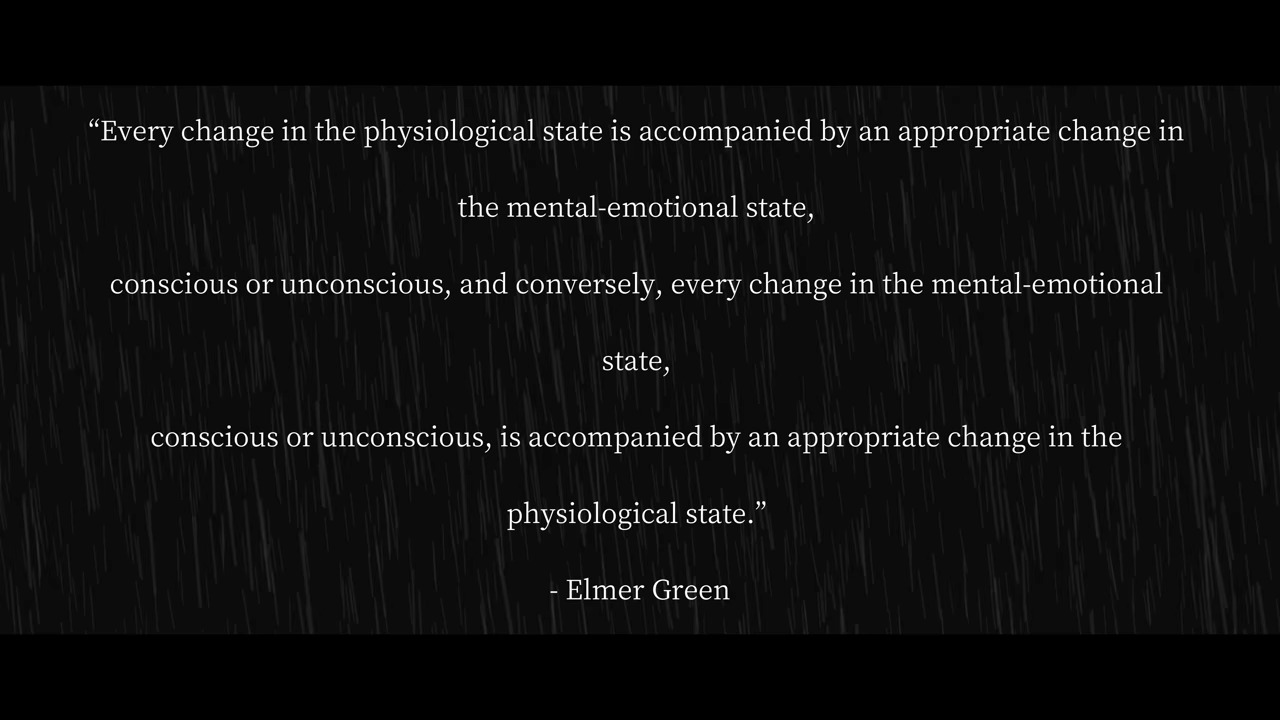 “Every change in the physiological state is accompanied by an appropriate change in
the mental-emotional state,
conscious or unconscious, and conversely, every change in the mental-emotional
state,
conscious or unconscious, is accompanied by an appropriate change in the
physiological state.”
- Elmer Green